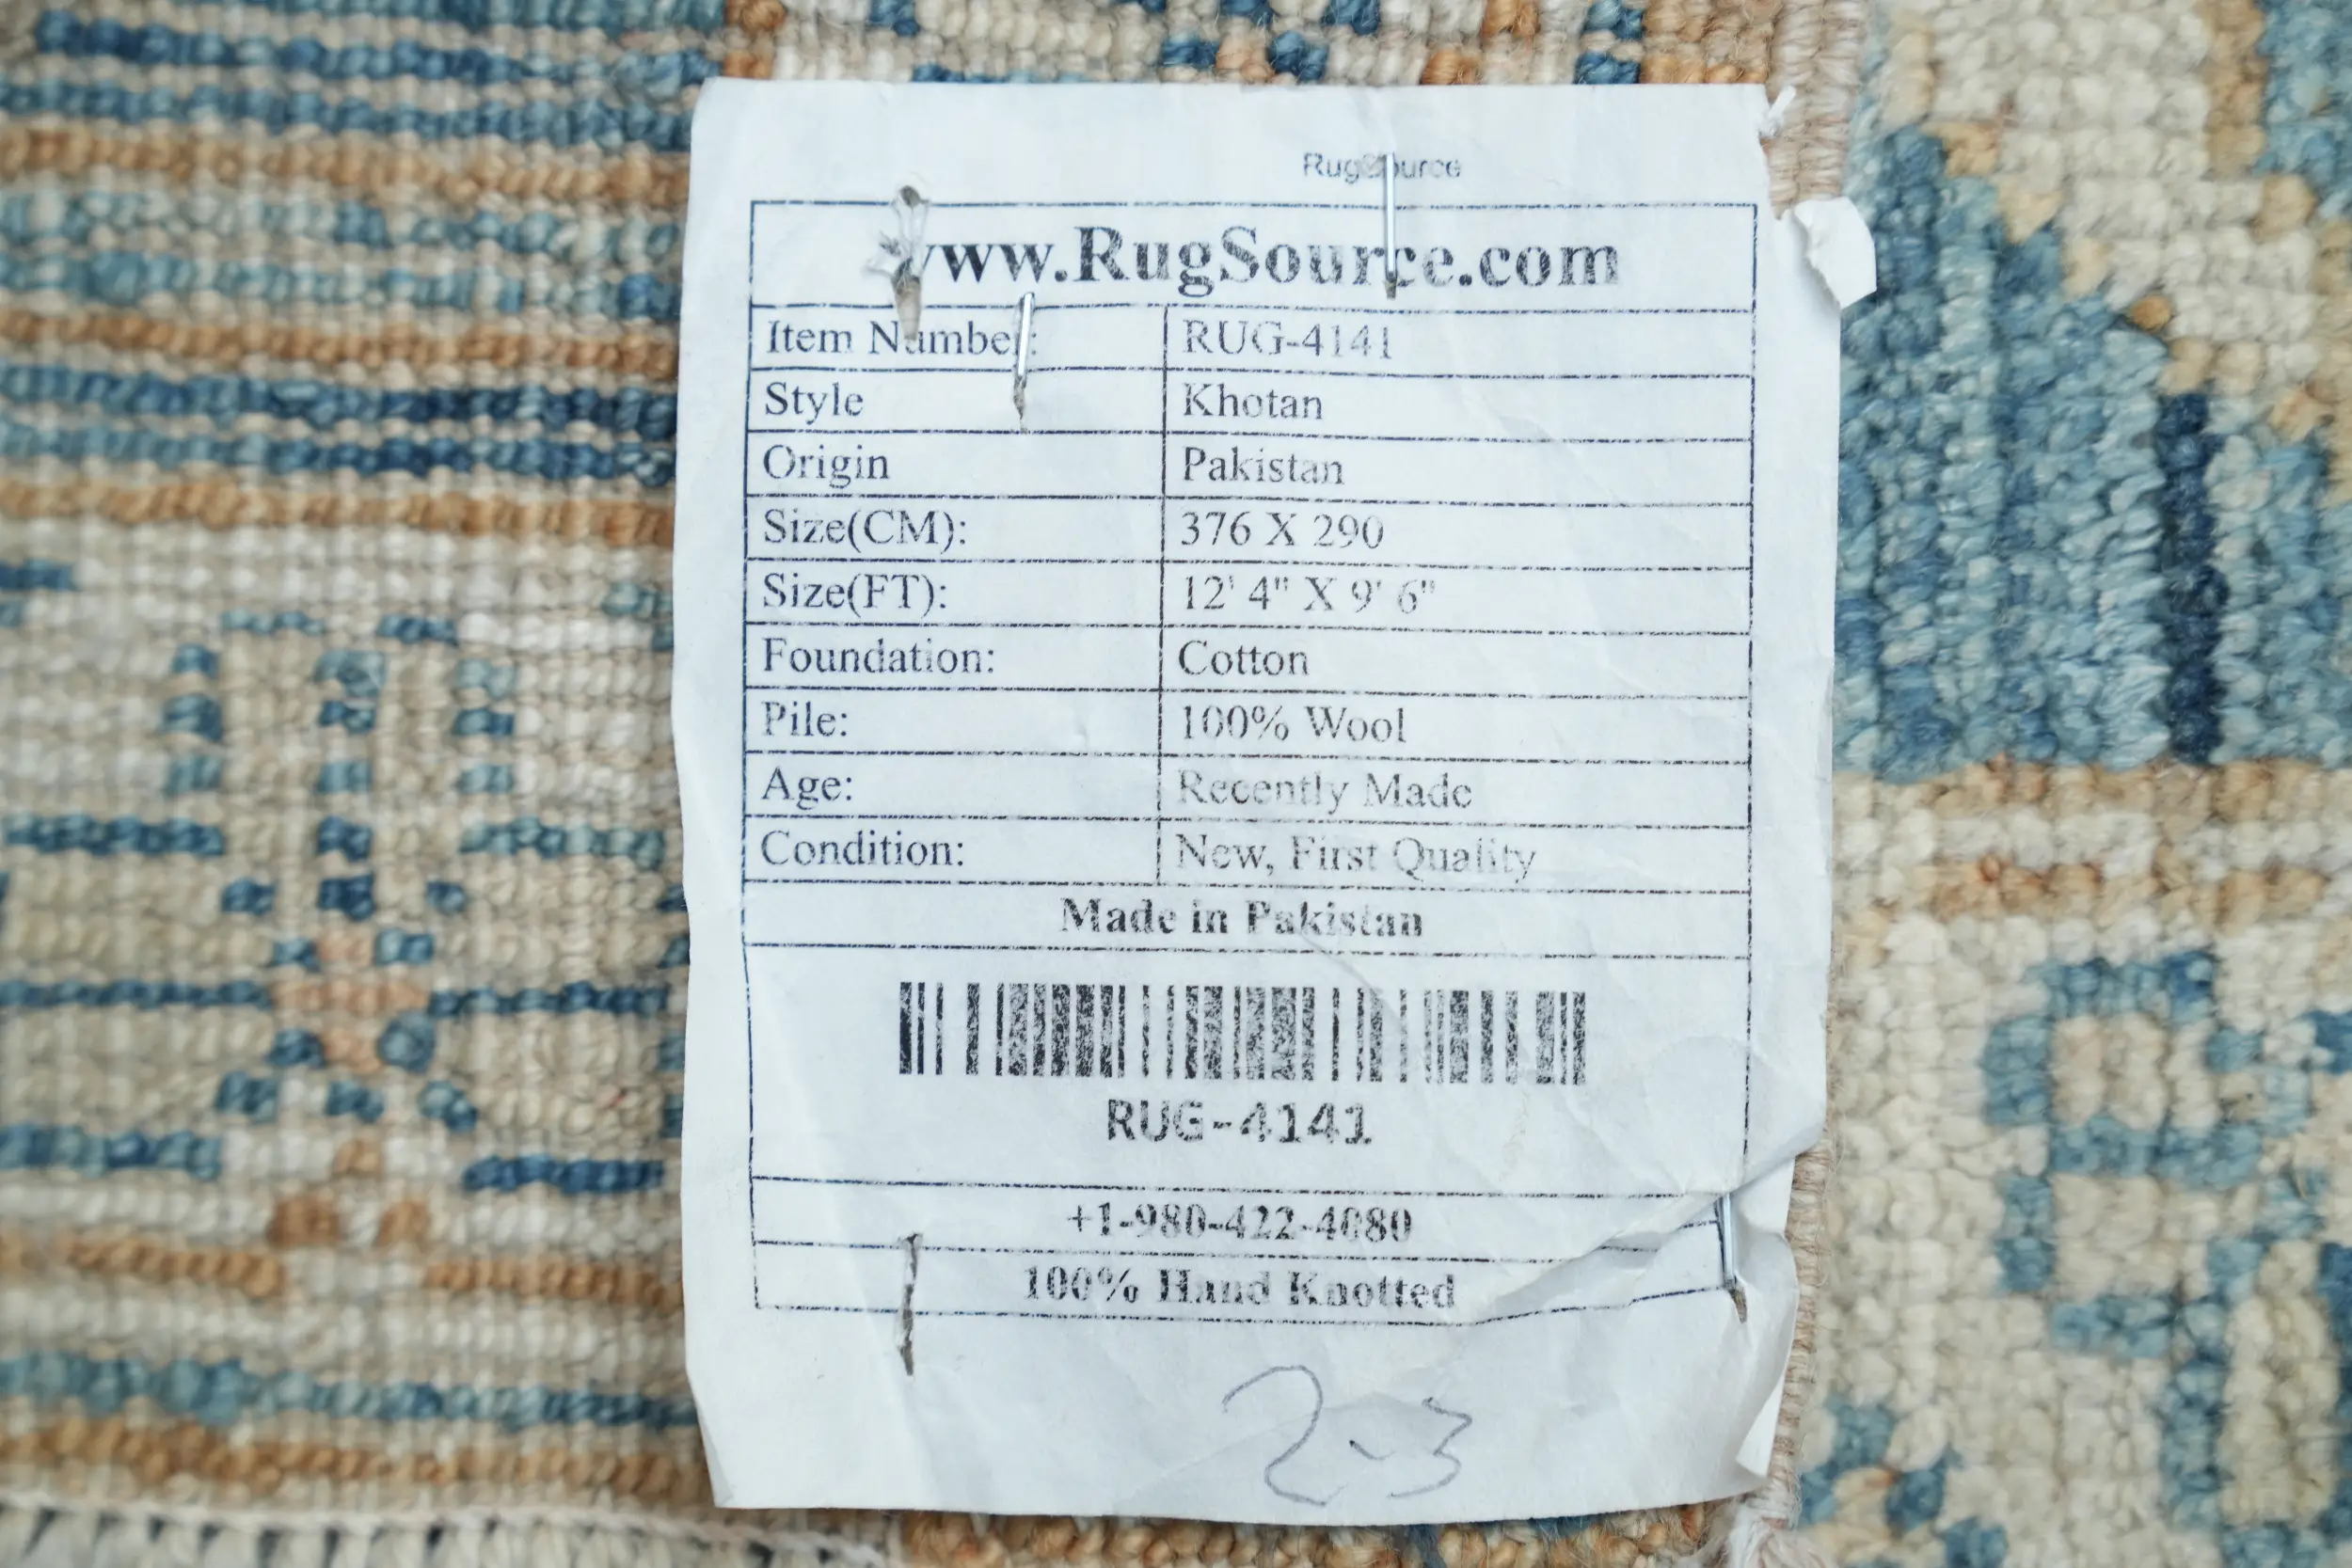 RugSource
www.RugSource.com
Item Number: RUG-4141
Style Khotan
Origin Pakistan
Size(CM): 376 X 290
Size(FT): 12' 4" X 9' 6"
Foundation: Cotton
Pile: 100% Wool
Age: Recently Made
Condition: New, First Quality
Made in Pakistan
RUG-4141
+1-980-422-4080
100% Hand Knotted
2-3